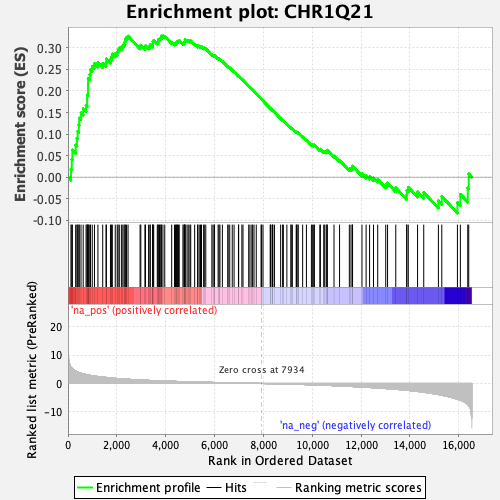 Enrichment plot: CHR1Q21
Enrichment score (ES)
0.30
0.25
0.20
0.15
0.10
0.05
0.00
-0.05
-0.10
'na_pos' (positively correlated)
Ranked list metric (PreRanked)
20
10
0
-10
Zero cross at 7934
'na_neg' (negatively correlated)
0 2,000 4,000 6,000 8,000 10,000 12,000 14,000 16,000
Rank in Ordered Dataset
Enrichment profile Hits Ranking metric scores